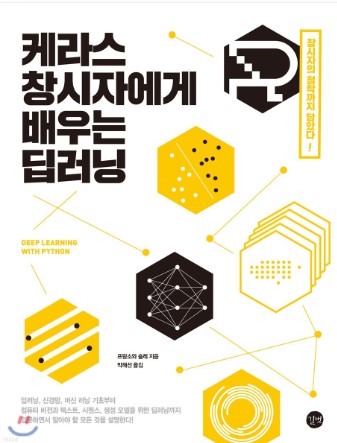 케라스
창시자에게
배우는
딥러닝
창시자의 철학까지 담았다!
DEEP LEARNING
WITH PYTHON
프랑소와 숄레 지음
박해선 옮김
딥러닝, 신경망, 머신 러닝 기초부터
컴퓨터 비전과 텍스트, 시퀀스, 생성 모델을 위한 딥러닝까지
하면서 알아야 할 모든 것을 설명한다!
길벗